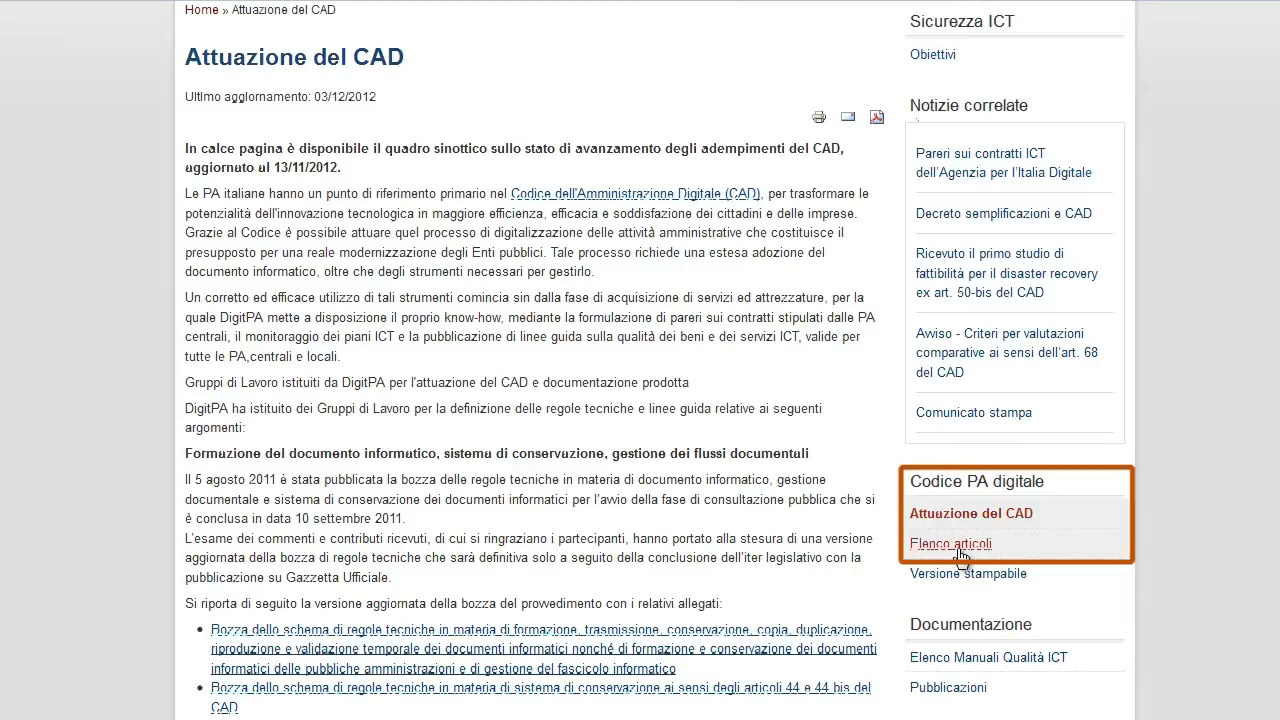 Home » Attuazione del CAD
Attuazione del CAD
Ultimo aggiornamento: 03/12/2012
In calce pagina è disponibile il quadro sinottico sullo stato di avanzamento degli adempimenti del CAD,
aggiornato al 13/11/2012.
Le PA italiane hanno un punto di riferimento primario nel Codice dell'Amministrazione Digitale (CAD), per trasformare le
potenzialità dell'innovazione tecnologica in maggiore efficienza, efficacia e soddisfazione dei cittadini e delle imprese.
Grazie al Codice è possibile attuare quel processo di digitalizzazione delle attività amministrative che costituisce il
presupposto per una reale modernizzazione degli Enti pubblici. Tale processo richiede una estesa adozione del
documento informatico, oltre che degli strumenti necessari per gestirlo.
Un corretto ed efficace utilizzo di tali strumenti comincia sin dalla fase di acquisizione di servizi ed attrezzature, per la
quale DigitPA mette a disposizione il proprio know-how, mediante la formulazione di pareri sui contratti stipulati dalle PA
centrali, il monitoraggio dei piani ICT e la pubblicazione di linee guida sulla qualità dei beni e dei servizi ICT, valide per
tutte le PA,centrali e locali.
Gruppi di Lavoro istituiti da DigitPA per l'attuazione del CAD e documentazione prodotta
DigitPA ha istituito dei Gruppi di Lavoro per la definizione delle regole tecniche e linee guida relative ai seguenti
argomenti:
Formazione del documento informatico, sistema di conservazione, gestione dei flussi documentali
Il 5 agosto 2011 è stata pubblicata la bozza delle regole tecniche in materia di documento informatico, gestione
documentale e sistema di conservazione dei documenti informatici per l'avvio della fase di consultazione pubblica che si
è conclusa in data 10 settembre 2011.
L'esame dei commenti e contributi ricevuti, di cui si ringraziano i partecipanti, hanno portato alla stesura di una versione
aggiornata della bozza di regole tecniche che sarà definitiva solo a seguito della conclusione dell'iter legislativo con la
pubblicazione su Gazzetta Ufficiale.
Si riporta di seguito la versione aggiornata della bozza del provvedimento con i relativi allegati:
• Bozza dello schema di regole tecniche in materia di formazione, trasmissione, conservazione, copia, duplicazione,
riproduzione e validazione temporale dei documenti informatici nonché di formazione e conservazione dei documenti
informatici delle pubbliche amministrazioni e di gestione del fascicolo informatico
• Bozza dello schema di regole tecniche in materia di sistema di conservazione ai sensi degli articoli 44 e 44 bis del
CAD
Sicurezza ICT
Obiettivi
Notizie correlate
Pareri sui contratti ICT
dell'Agenzia per l'Italia Digitale
Decreto semplificazioni e CAD
Ricevuto il primo studio di
fattibilità per il disaster recovery
ex art. 50-bis del CAD
Avviso - Criteri per valutazioni
comparative ai sensi dell'art. 68
del CAD
Comunicato stampa
Codice PA digitale
Attuazione del CAD
Elenco articoli
Versione stampabile
Documentazione
Elenco Manuali Qualità ICT
Pubblicazioni